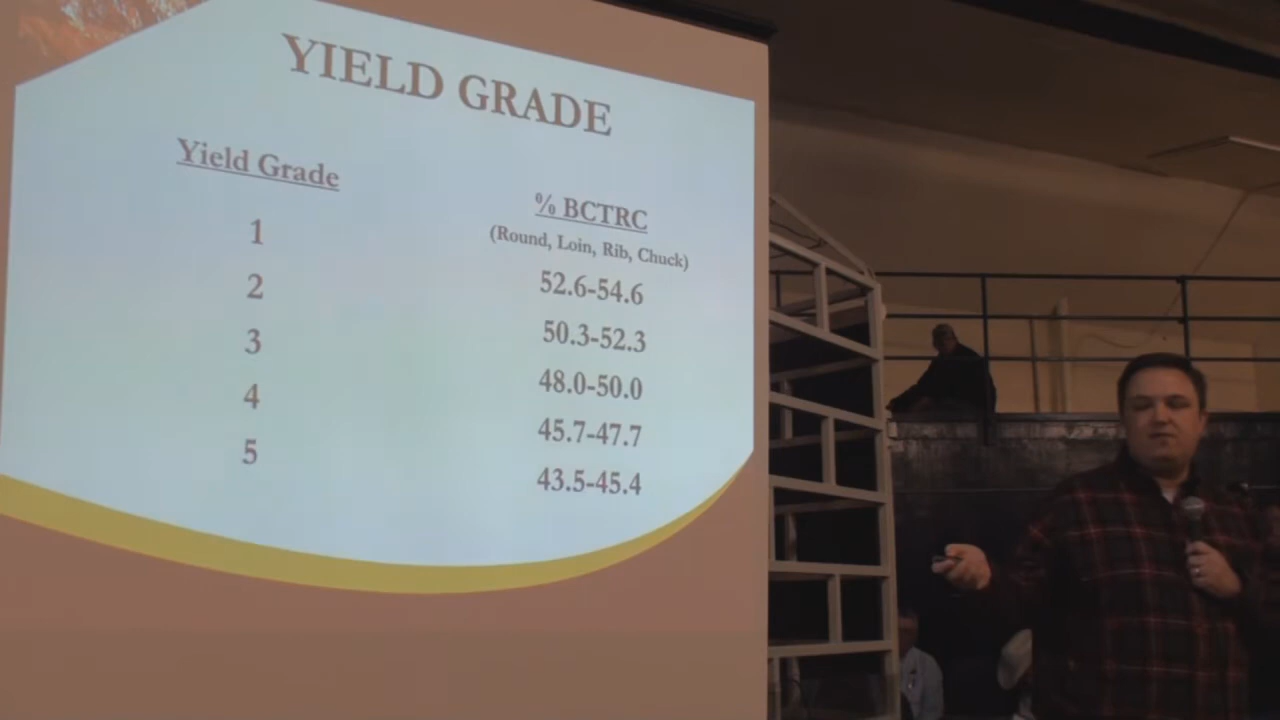 YIELD GRADE
Yield Grade
1
2
3
4
5
% BCTRC
(Round, Loin, Rib, Chuck)
52.6-54.6
50.3-52.3
48.0-50.0
45.7-47.7
43.5-45.4